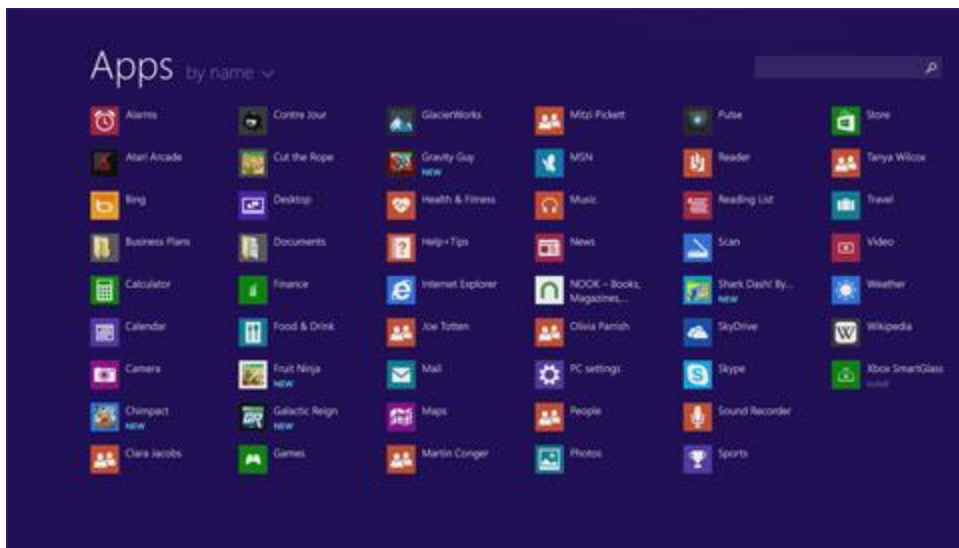 Apps by name
Alarms
Atari Arcade
Bing
Business Plans
Calculator
Calendar
Camera
Chimpact
NEW
Clara Jacobs
Contre Jour
Cut the Rope
Desktop
Documents
Finance
Food & Drink
Fruit Ninja
NEW
Galactic Reign
NEW
Games
GlacierWorks
Gravity Guy
NEW
Health & Fitness
Help+Tips
Internet Explorer
Joe Totten
Mail
Maps
Martin Conger
Mitzi Pickett
MSN
Music
News
NOOK – Books,
Magazines,...
Olivia Parrish
PC settings
People
Photos
Pulse
Reader
Reading List
Scan
Shark Dash! By...
NEW
SkyDrive
Skype
Sound Recorder
Sports
Store
Tanya Wilcox
Travel
Video
Weather
Wikipedia
Xbox SmartGlass
Install